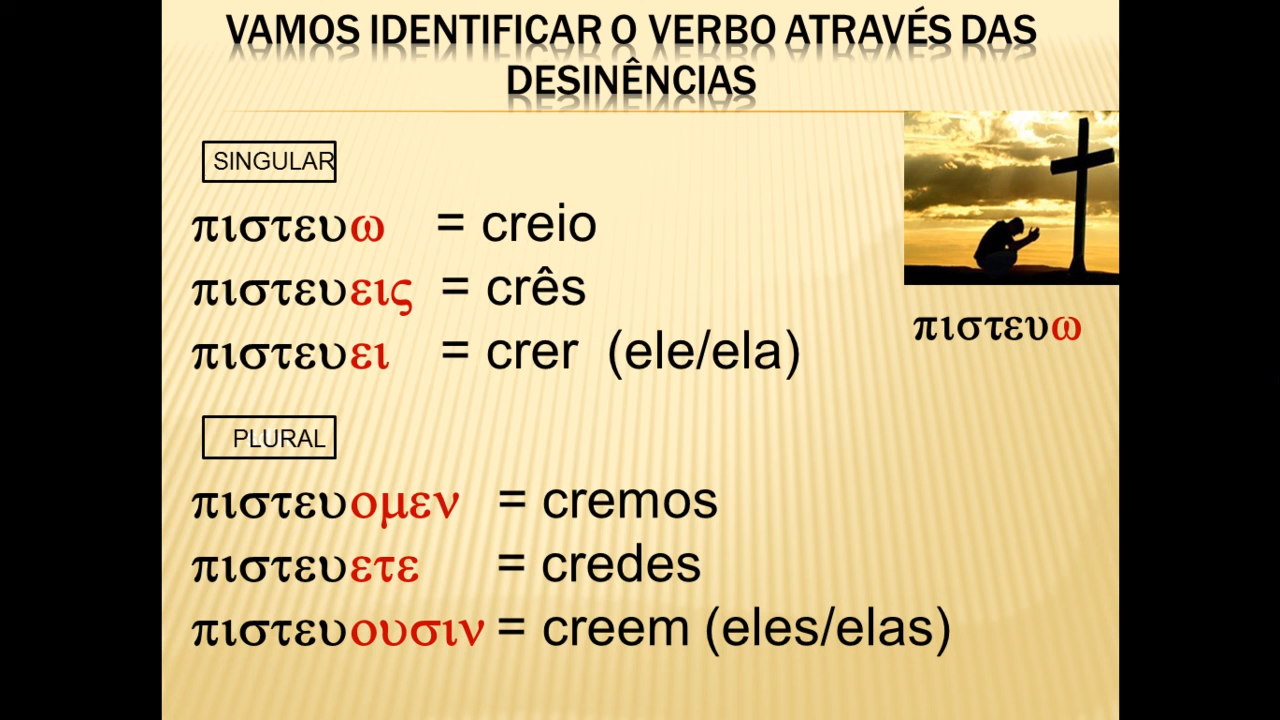 VAMOS IDENTIFICAR O VERBO ATRAVÉS DAS
DESINÊNCIAS
SINGULAR
πιστευω = creio
πιστευεις = crês
πιστευει = crer (ele/ela)
πιστευω
PLURAL
πιστευομεν = cremos
πιστευετε = credes
πιστευουσιν = creem (eles/elas)